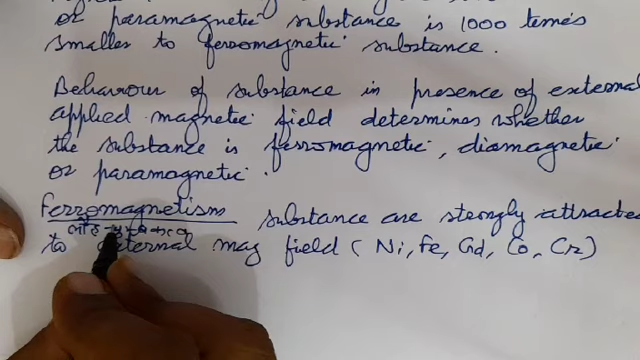 or paramagnetic substance is 1000 times
smaller to ferromagnetic substance.
Behaviour of substance in presence of external
applied magnetic field determines whether
the substance is ferromagnetic, diamagnetic
or paramagnetic.
Ferromagnetism substance are strongly attracted
to external mag field (Ni, Fe, Gd, Co, Cr)